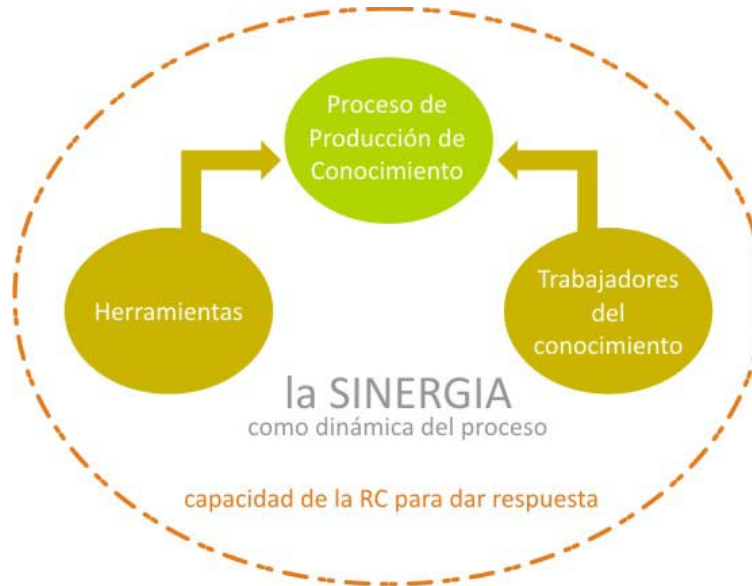 Proceso de
Producción de
Conocimiento
Herramientas
Trabajadores
del
conocimiento
la SINERGIA
como dinámica del proceso
capacidad de la RC para dar respuesta